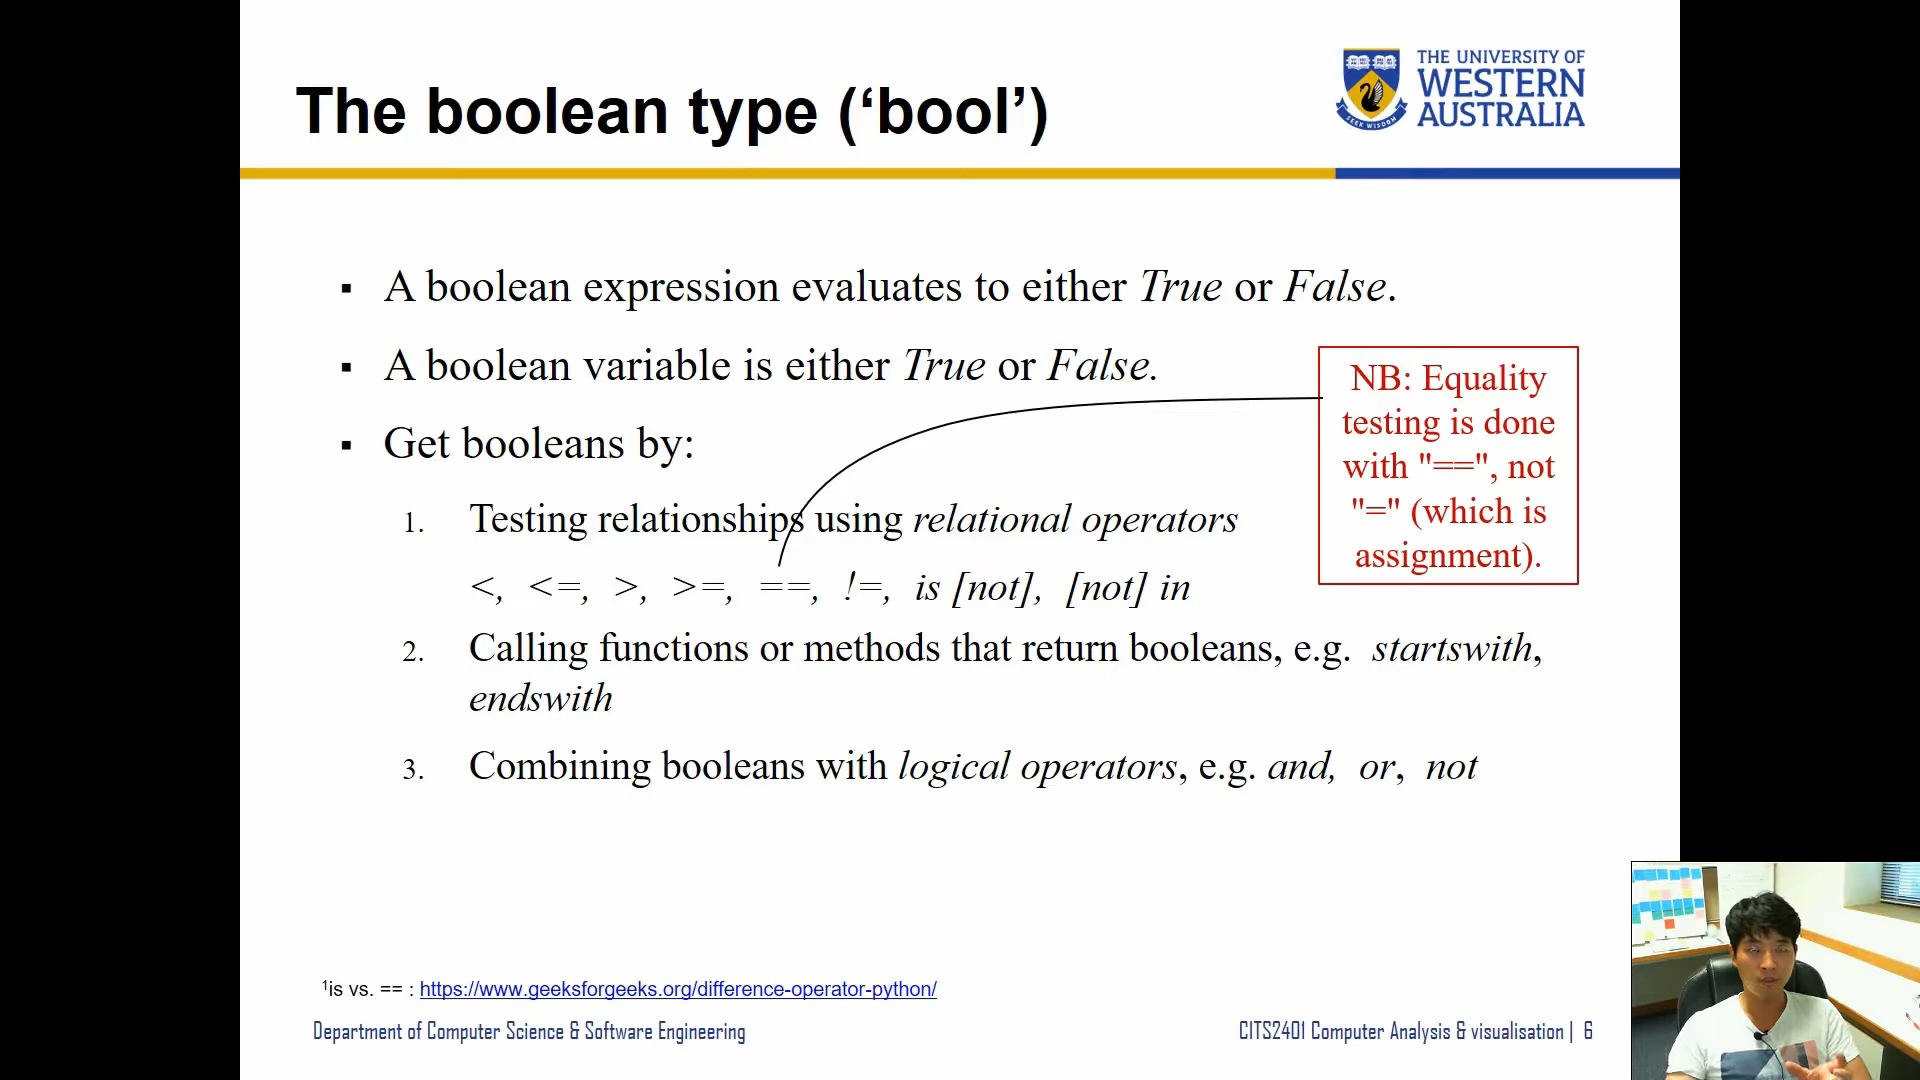 THE UNIVERSITY OF
WESTERN
AUSTRALIA
SEEK WISDOM
The boolean type (‘bool’)
▪ A boolean expression evaluates to either True or False.
▪ A boolean variable is either True or False.
▪ Get booleans by:
1. Testing relationships using relational operators
<, <=, >, >=, ==, !=, is [not], [not] in
2. Calling functions or methods that return booleans, e.g. startswith,
endswith
3. Combining booleans with logical operators, e.g. and, or, not
NB: Equality
testing is done
with "==", not
"=" (which is
assignment).
¹is vs. == : https://www.geeksforgeeks.org/difference-operator-python/
Department of Computer Science & Software Engineering
CITS2401 Computer Analysis & visualisation | 6